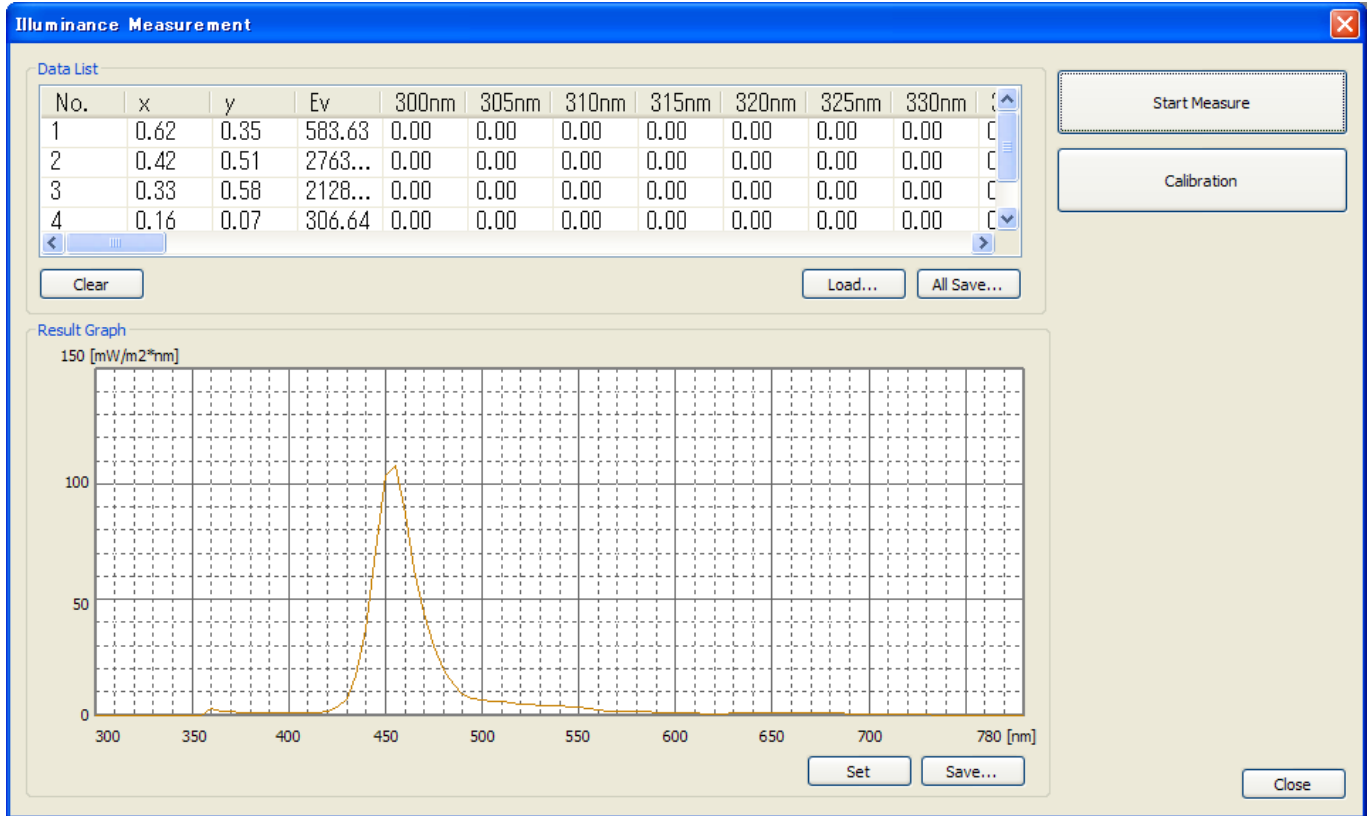 Illuminance Measurement
Data List
No. x y Ev 300nm 305nm 310nm 315nm 320nm 325nm 330nm
1 0.62 0.35 583.63 0.00 0.00 0.00 0.00 0.00 0.00 0.00
2 0.42 0.51 2763... 0.00 0.00 0.00 0.00 0.00 0.00 0.00
3 0.33 0.58 2128... 0.00 0.00 0.00 0.00 0.00 0.00 0.00
4 0.16 0.07 306.64 0.00 0.00 0.00 0.00 0.00 0.00 0.00
Clear Load... All Save...
Start Measure
Calibration
Result Graph
150 [mW/m2*nm]
100
50
0
300 350 400 450 500 550 600 650 700 780 [nm]
Set Save...
Close